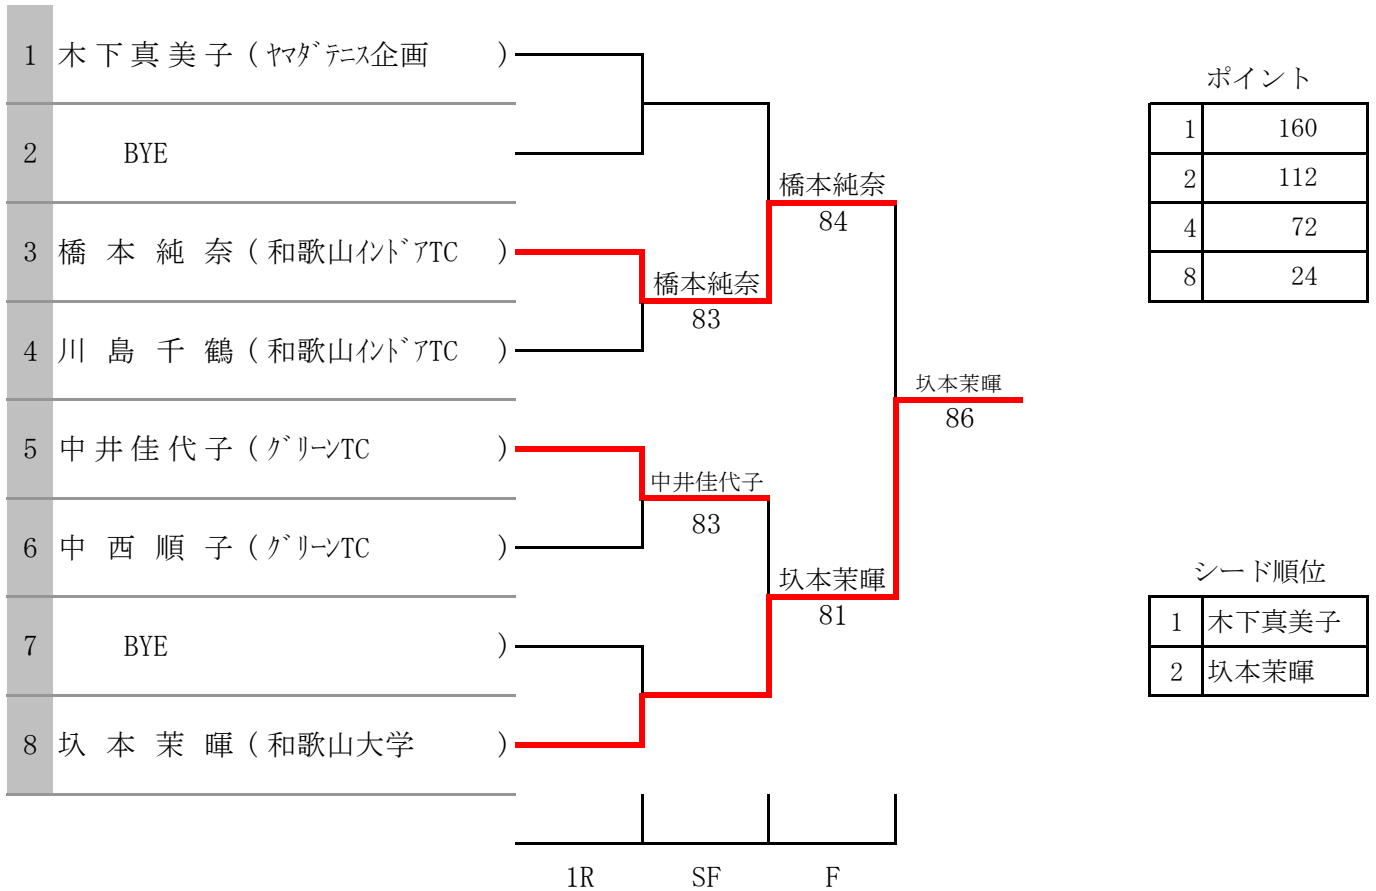 1 木下真美子 ( ﾔﾏﾀﾞﾃﾆｽ企画 )
2 BYE
3 橋本純奈 ( 和歌山ｲﾝﾄﾞｱTC )
4 川島千鶴 ( 和歌山ｲﾝﾄﾞｱTC )
5 中井佳代子 ( ｸﾞﾘｰﾝTC )
6 中西順子 ( ｸﾞﾘｰﾝTC )
7 BYE )
8 圦本茉暉 ( 和歌山大学 )
橋本純奈
83
中井佳代子
83
橋本純奈
84
圦本茉暉
81
圦本茉暉
86
1R SF F
ポイント
1 160
2 112
4 72
8 24
シード順位
1 木下真美子
2 圦本茉暉